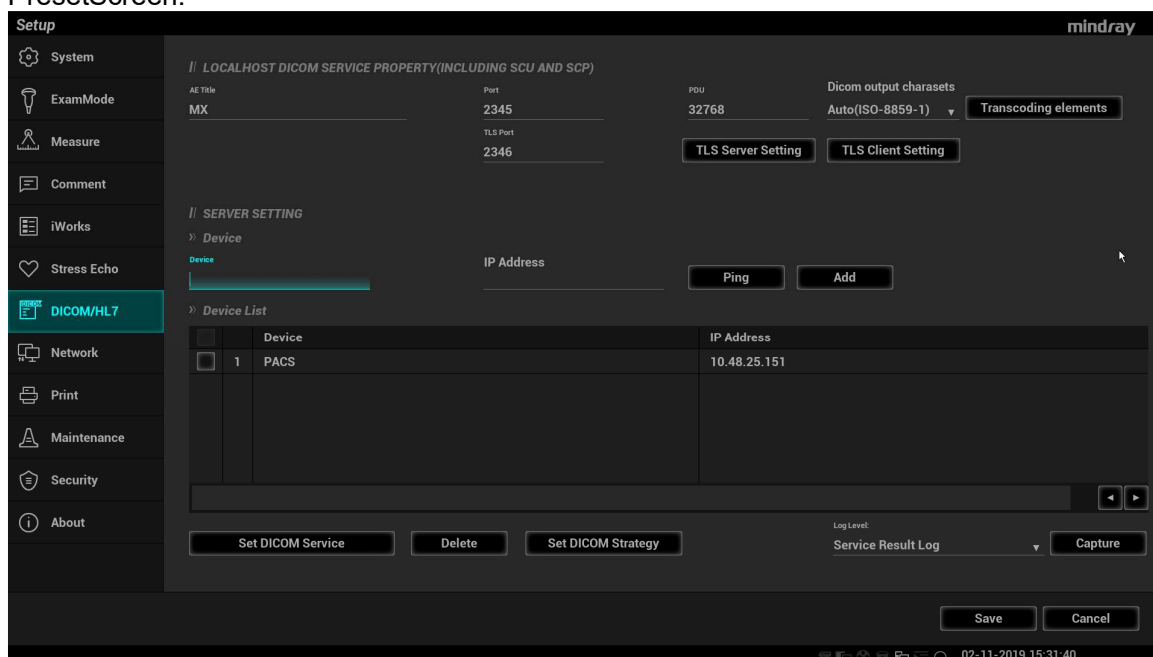 PresetScreen.
Setup mindray
System
ExamMode
Measure
Comment
iWorks
Stress Echo
DICOM/HL7
Network
Print
Maintenance
Security
About
// LOCALHOST DICOM SERVICE PROPERTY(INCLUDING SCU AND SCP)
AE Title Port PDU Dicom output charasets
MX 2345 32768 Auto(ISO-8859-1) Transcoding elements
TLS Port
2346 TLS Server Setting TLS Client Setting
// SERVER SETTING
» Device
Device IP Address
Ping Add
» Device List
Device IP Address
1 PACS 10.48.25.151
Log Level:
Set DICOM Service Delete Set DICOM Strategy Service Result Log Capture
Save Cancel
02-11-2019 15:31:40